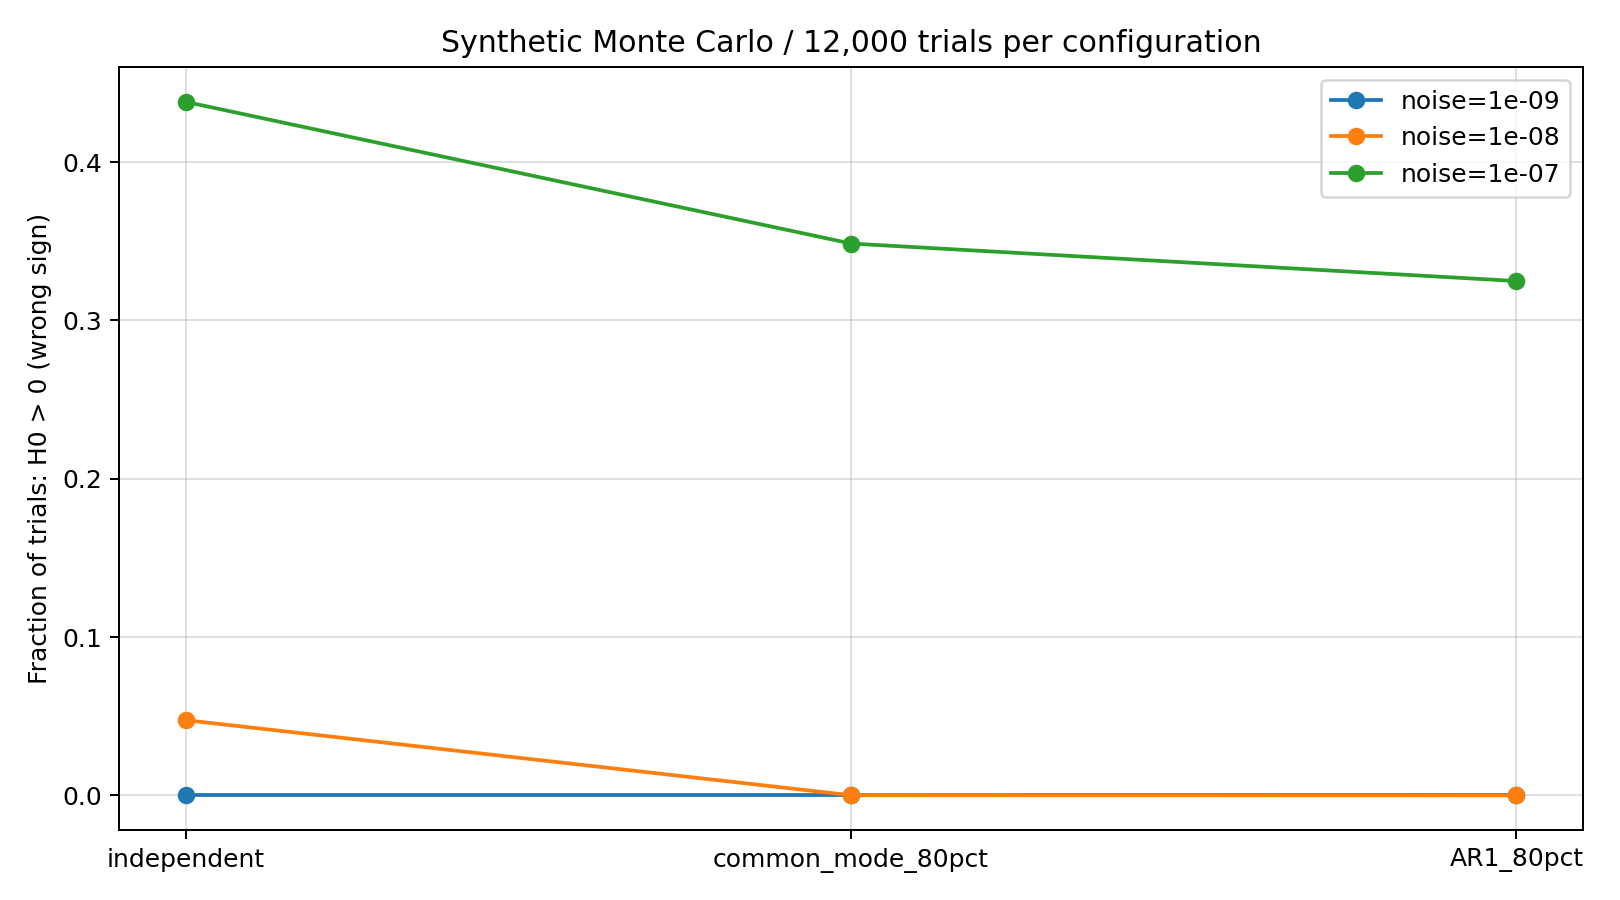 Synthetic Monte Carlo / 12,000 trials per configuration
noise=1e-09
noise=1e-08
noise=1e-07
Fraction of trials: H0 > 0 (wrong sign)
0.4
0.3
0.2
0.1
0.0
independent
common_mode_80pct
AR1_80pct